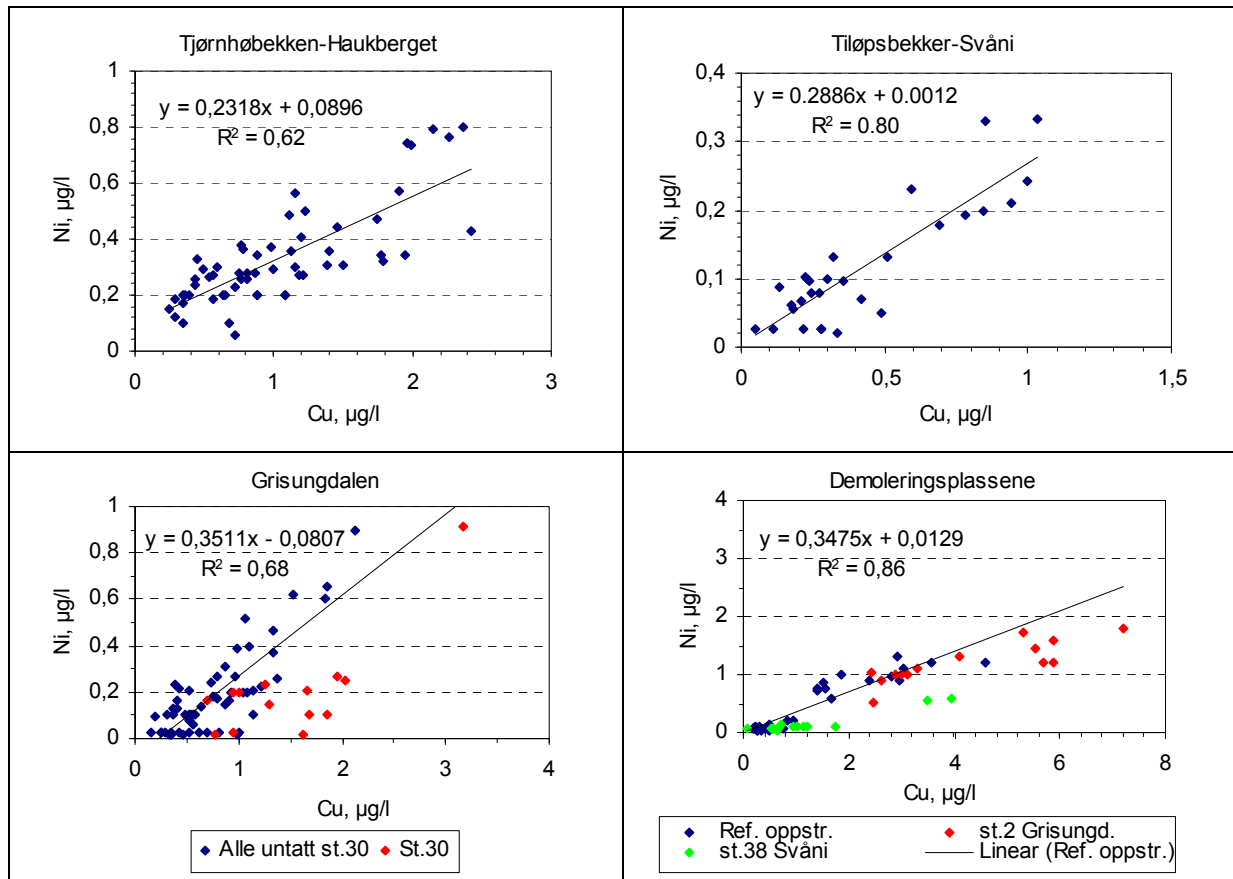 Tjørnhøbekken-Haukberget
y = 0,2318x + 0,0896
R² = 0,62
Ni, µg/l
1
0,8
0,6
0,4
0,2
0
0 1 2 3
Cu, µg/l
Tiløpsbekker-Svåni
y = 0.2886x + 0.0012
R² = 0.80
Ni, µg/l
0,4
0,3
0,2
0,1
0
0 0,5 1 1,5
Cu, µg/l
Grisungdalen
y = 0,3511x - 0,0807
R² = 0,68
Ni, µg/l
1
0,8
0,6
0,4
0,2
0
0 1 2 3 4
Cu, µg/l
Alle untatt st.30 St.30
Demoleringsplassene
y = 0,3475x + 0,0129
R² = 0,86
Ni, µg/l
4
3
2
1
0
0 2 4 6 8
Cu, µg/l
Ref. oppstr. st.2 Grisungd.
st.38 Svåni Linear (Ref. oppstr.)